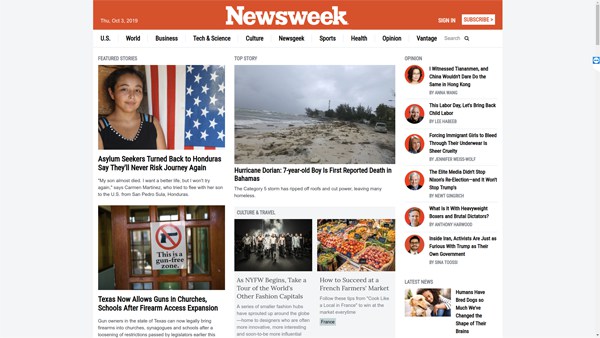 Newsweek
Thu, Oct 3, 2019
SIGN IN
SUBSCRIBE >
U.S.
World
Business
Tech & Science
Culture
Newsgeek
Sports
Health
Opinion
Vantage
Search
FEATURED STORIES
Asylum Seekers Turned Back to Honduras
Say They'll Never Risk Journey Again
"My son almost died. I want a better life, but I won't try
again," says Carmen Martinez, who tried to flee with her son
to the U.S. from San Pedro Sula, Honduras.
This is a
gun-free
zone.
Texas Now Allows Guns in Churches,
Schools After Firearm Access Expansion
Gun owners in the state of Texas can now legally bring
firearms into churches, synagogues and schools after a
loosening of restrictions passed by legislators earlier this
TOP STORY
Hurricane Dorian: 7-year-old Boy Is First Reported Death in
Bahamas
The Category 5 storm has ripped off roofs and cut power, leaving many
homeless.
CULTURE & TRAVEL
As NYFW Begins, Take a
Tour of the World's
Other Fashion Capitals
A series of smaller fashion hubs
have sprouted up around the globe
—home to designers who are often
more innovative, more interesting
and soon-to-be more influential
How to Succeed at a
French Farmers' Market
Follow these tips from "Cook Like
a Local in France" to win at the
market everytime
France
OPINION
I Witnessed Tiananmen, and
China Wouldn't Dare Do the
Same in Hong Kong
BY ANNA WANG
This Labor Day, Let's Bring Back
Child Labor
BY LEE HABEEB
Forcing Immigrant Girls to Bleed
Through Their Underwear Is
Sheer Cruelty
BY JENNIFER WEISS-WOLF
The Elite Media Didn't Stop
Nixon's Re-Election—and It Won't
Stop Trump's
BY NEWT GINGRICH
What Is It With Heavyweight
Boxers and Brutal Dictators?
BY ANTHONY HARWOOD
Inside Iran, Activists Are Just as
Furious With Trump as Their
Own Government
BY SINA TOOSSI
LATEST NEWS
Humans Have
Bred Dogs so
Much We've
Changed the
Shape of Their
Brains